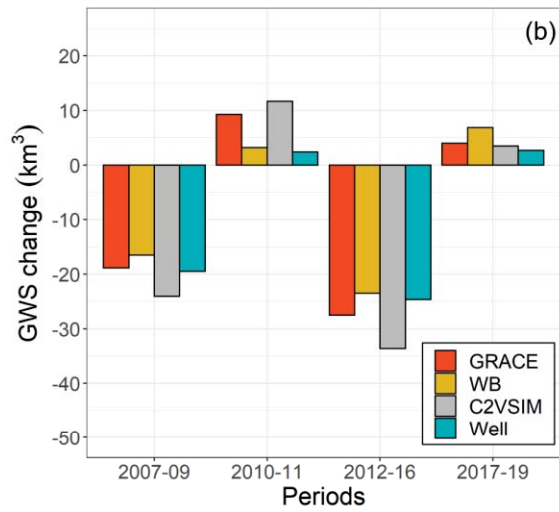 (b)
GWS change (km³)
20
10
0
-10
-20
-30
-40
-50
GRACE
WB
C2VSIM
Well
2007-09 2010-11 2012-16 2017-19
Periods